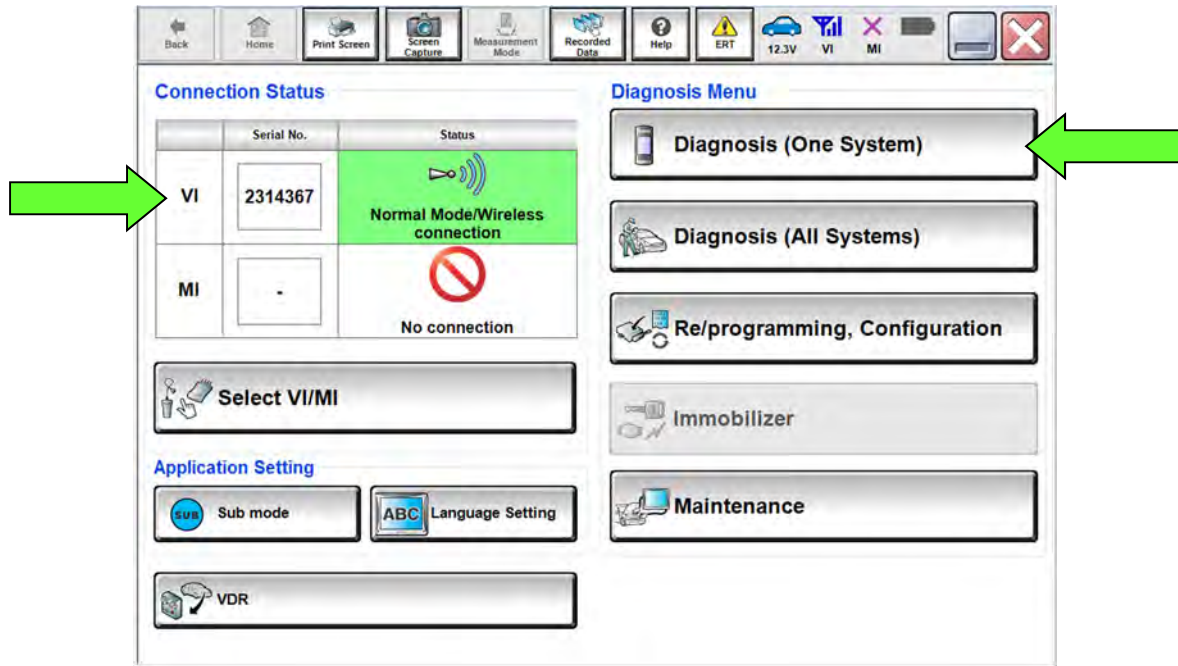 Back
Home
Print Screen
Screen
Capture
Measurement
Mode
Recorded
Data
Help
ERT
12.3V
VI
MI
Connection Status
Serial No.
Status
VI
2314367
Normal Mode/Wireless
connection
MI
-
No connection
Select VI/MI
Application Setting
SUB
Sub mode
ABC
Language Setting
VDR
Diagnosis Menu
Diagnosis (One System)
Diagnosis (All Systems)
Re/programming, Configuration
Immobilizer
Maintenance